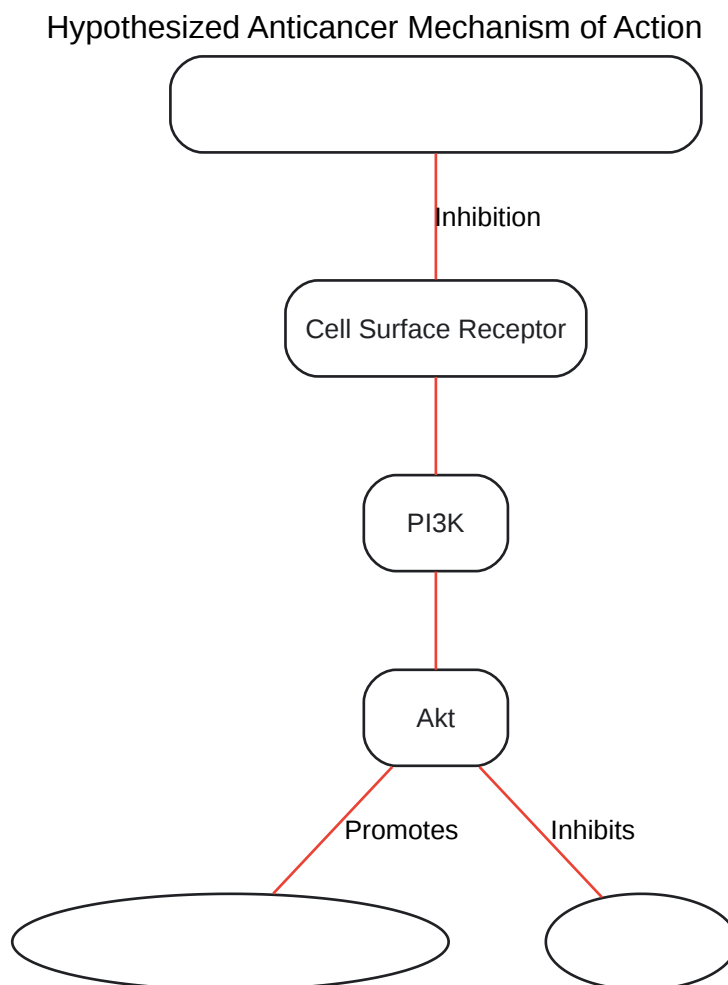 Hypothesized Anticancer Mechanism of Action
Inhibition
Cell Surface Receptor
PI3K
Akt
Promotes
Inhibits